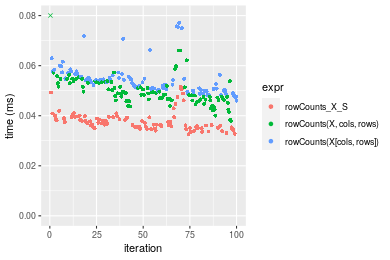 0.08
0.06
0.04
0.02
0.00
time (ms)
0
25
50
75
100
iteration
expr
rowCounts_X_S
rowCounts(X, cols, rows)
rowCounts(X[cols, rows])